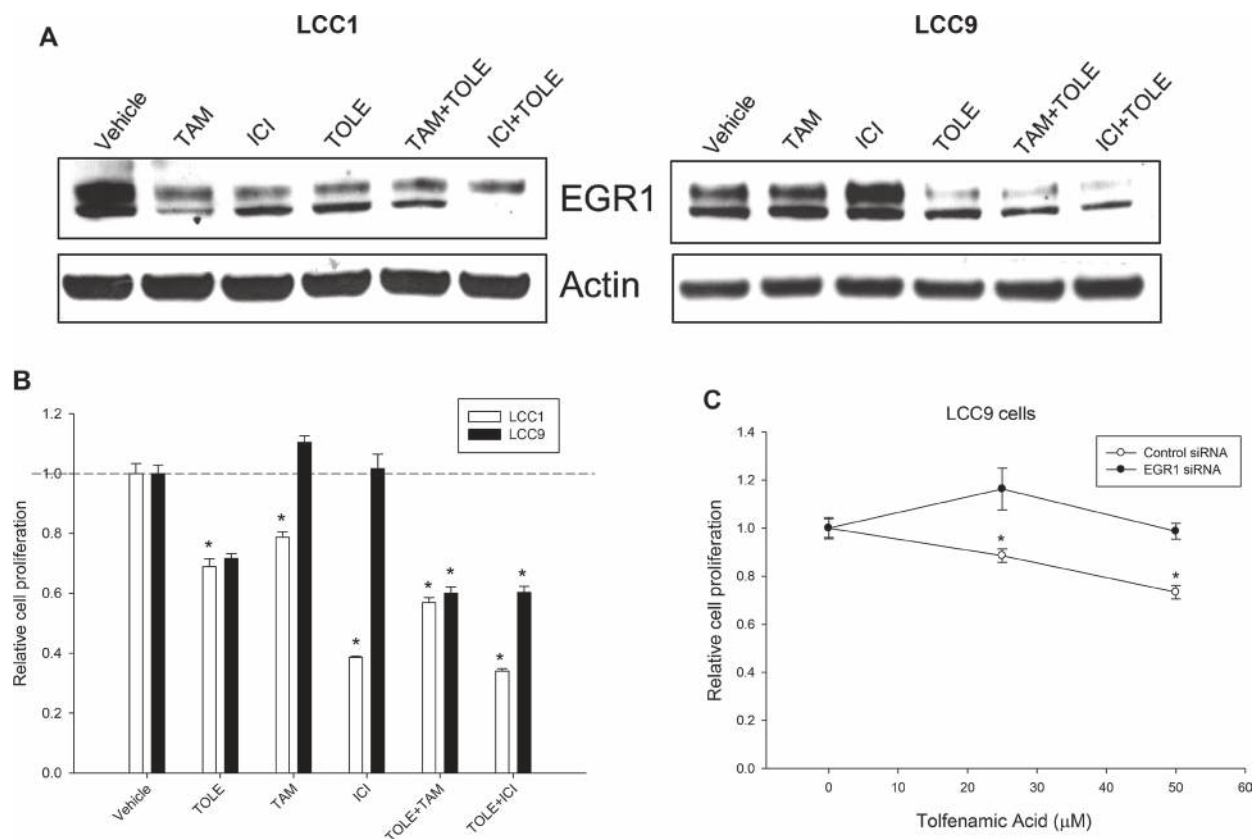 A
LCC1
LCC9
Vehicle
TAM
ICI
TOLE
TAM+TOLE
ICI+TOLE
Vehicle
TAM
ICI
TOLE
TAM+TOLE
ICI+TOLE
EGR1
Actin
B
1.2
1.0
0.8
0.6
0.4
0.2
0.0
Relative cell proliferation
LCC1
LCC9
*
*
*
*
*
*
*
Vehicle
TOLE
TAM
ICI
TOLE+TAM
TOLE+ICI
C
LCC9 cells
1.4
1.2
1.0
0.8
0.6
0.4
0.2
0.0
Relative cell proliferation
Control siRNA
EGR1 siRNA
*
*
0
10
20
30
40
50
60
Tolfenamic Acid (μM)